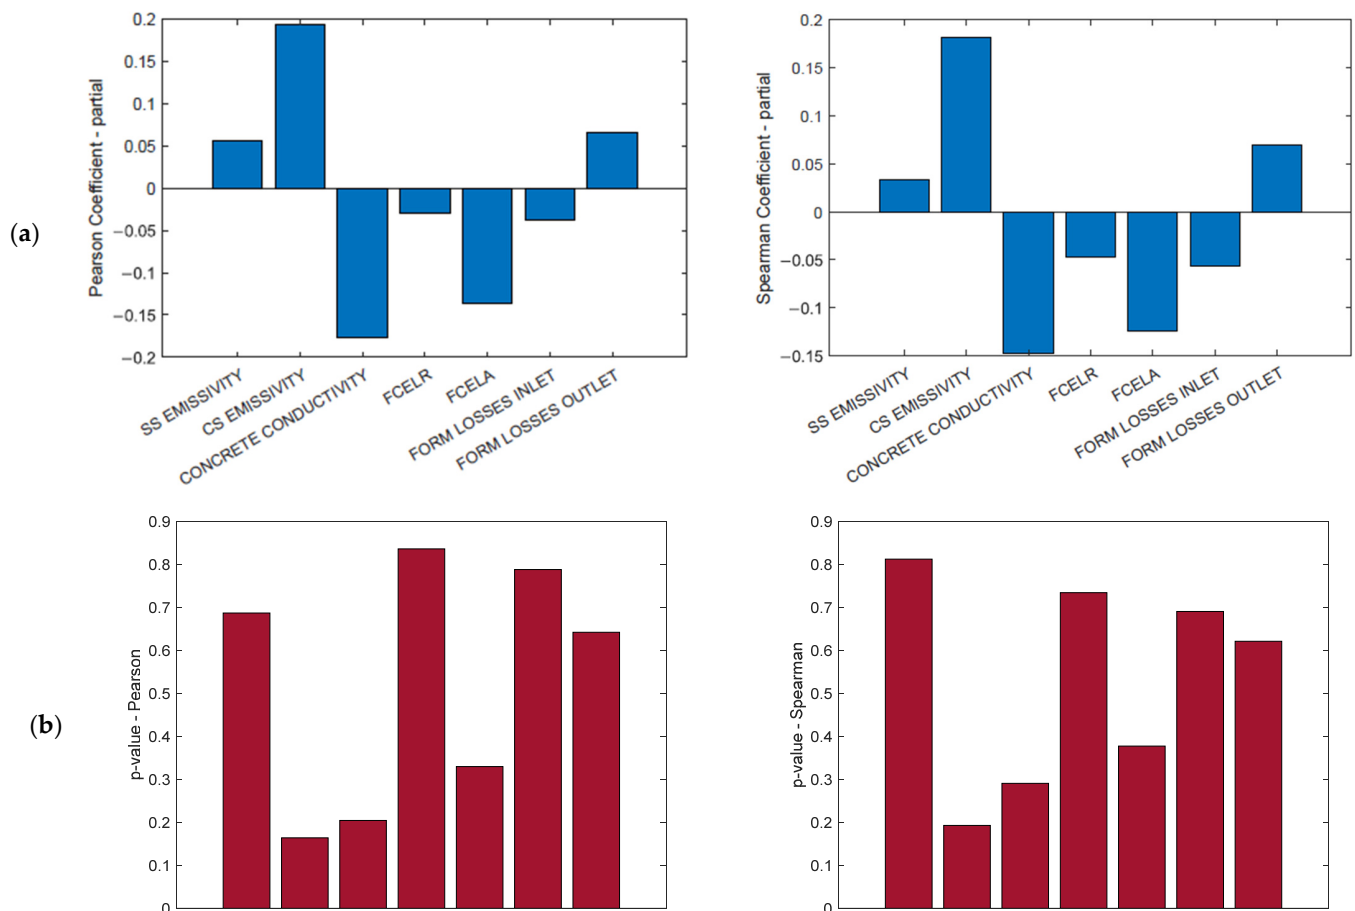 (a)
Pearson Coefficient - partial
0.2
0.15
0.1
0.05
0
−0.05
−0.1
−0.15
−0.2
SS EMISSIVITY
CS EMISSIVITY
CONCRETE CONDUCTIVITY
FCELR
FCELA
FORM LOSSES INLET
FORM LOSSES OUTLET
Spearman Coefficient - partial
0.2
0.15
0.1
0.05
0
−0.05
−0.1
−0.15
SS EMISSIVITY
CS EMISSIVITY
CONCRETE CONDUCTIVITY
FCELR
FCELA
FORM LOSSES INLET
FORM LOSSES OUTLET
(b)
p-value - Pearson
0.9
0.8
0.7
0.6
0.5
0.4
0.3
0.2
0.1
0
p-value - Spearman
0.9
0.8
0.7
0.6
0.5
0.4
0.3
0.2
0.1
0